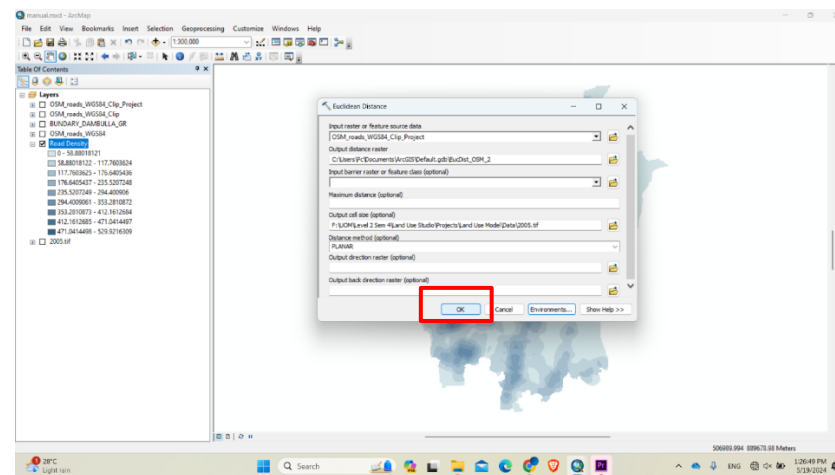 manual.mxd - ArcMap
File Edit View Bookmarks Insert Selection Geoprocessing Customize Windows Help
1:300,000
Table Of Contents
Layers
OSM_roads_WGS84_Clip_Project
OSM_roads_WGS84_Clip
BUNDARY_DAMBULLA_GR
OSM_roads_WGS84
Road Density
0 - 58.88018121
58.88018122 - 117.7603624
117.7603625 - 176.6405436
176.6405437 - 235.5207248
235.5207249 - 294.400906
294.4009061 - 353.2810872
353.2810873 - 412.1612684
412.1612685 - 471.0414497
471.0414498 - 529.9216309
2005.tif
Euclidean Distance
Input raster or feature source data
OSM_roads_WGS84_Clip_Project
Output distance raster
C:\Users\Pc\Documents\ArcGIS\Default.gdb\EucDist_OSM_2
Input barrier raster or feature class (optional)
Maximum distance (optional)
Output cell size (optional)
F:\UOM\Level 2 Sem 4\Land Use Studio\Projects\Land Use Model\Data\2005.tif
Distance method (optional)
PLANAR
Output direction raster (optional)
Output back direction raster (optional)
OK Cancel Environments... Show Help >>
506989.994 889678.98 Meters
28°C
Light rain
Search
ENG
1:26:49 PM
5/19/2024